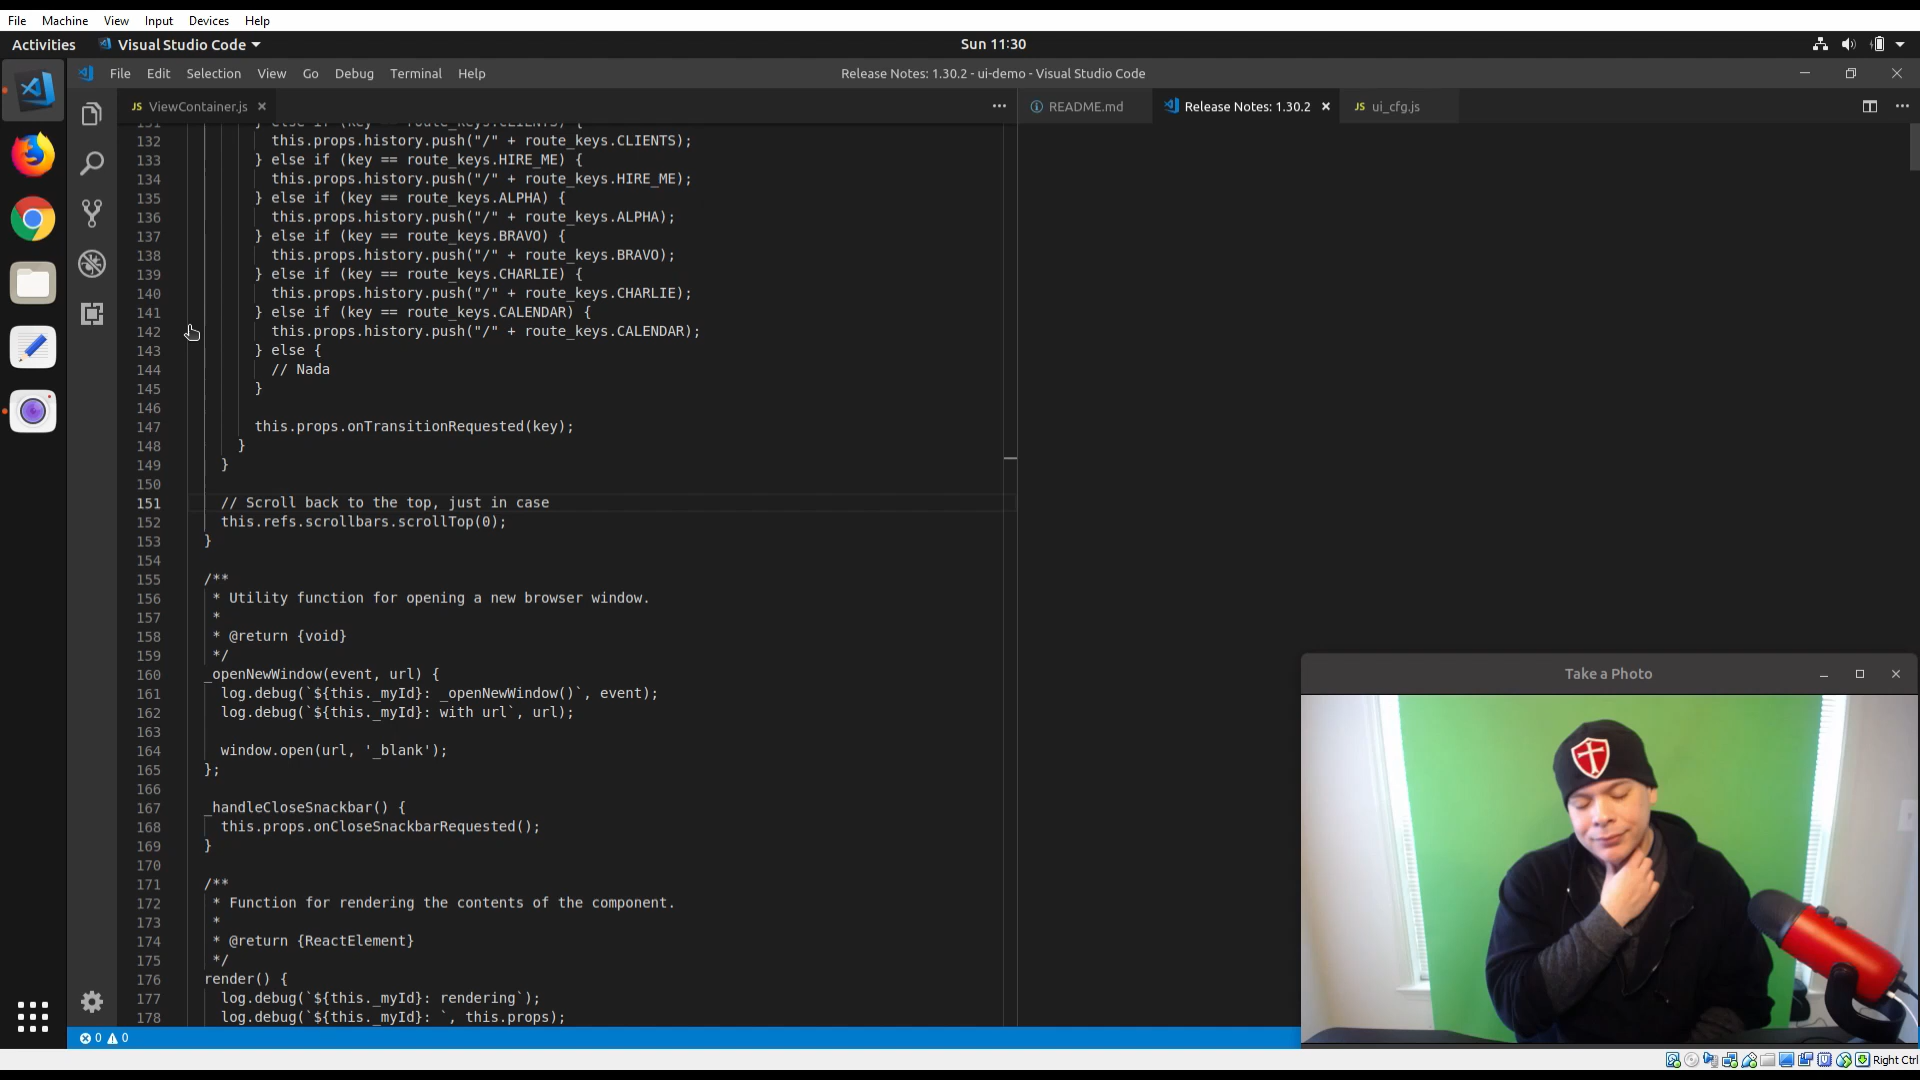 File Machine View Input Devices Help
Activities Visual Studio Code Sun 11:30
File Edit Selection View Go Debug Terminal Help Release Notes: 1.30.2 - ui-demo - Visual Studio Code
JS ViewContainer.js × ··· README.md Release Notes: 1.30.2 × JS ui_cfg.js ···
131 } else if (key == route_keys.CLIENTS) {
132 this.props.history.push("/" + route_keys.CLIENTS);
133 } else if (key == route_keys.HIRE_ME) {
134 this.props.history.push("/" + route_keys.HIRE_ME);
135 } else if (key == route_keys.ALPHA) {
136 this.props.history.push("/" + route_keys.ALPHA);
137 } else if (key == route_keys.BRAVO) {
138 this.props.history.push("/" + route_keys.BRAVO);
139 } else if (key == route_keys.CHARLIE) {
140 this.props.history.push("/" + route_keys.CHARLIE);
141 } else if (key == route_keys.CALENDAR) {
142 this.props.history.push("/" + route_keys.CALENDAR);
143 } else {
144 // Nada
145 }
146
147 this.props.onTransitionRequested(key);
148 }
149 }
150
151 // Scroll back to the top, just in case
152 this.refs.scrollbars.scrollTop(0);
153 }
154
155 /**
156 * Utility function for opening a new browser window.
157 *
158 * @return {void}
159 */
160 _openNewWindow(event, url) {
161 log.debug(`${this._myId}: _openNewWindow()`, event);
162 log.debug(`${this._myId}: with url`, url);
163
164 window.open(url, '_blank');
165 };
166
167 _handleCloseSnackbar() {
168 this.props.onCloseSnackbarRequested();
169 }
170
171 /**
172 * Function for rendering the contents of the component.
173 *
174 * @return {ReactElement}
175 */
176 render() {
177 log.debug(`${this._myId}: rendering`);
178 log.debug(`${this._myId}: `, this.props);
Take a Photo
0 0
Right Ctrl